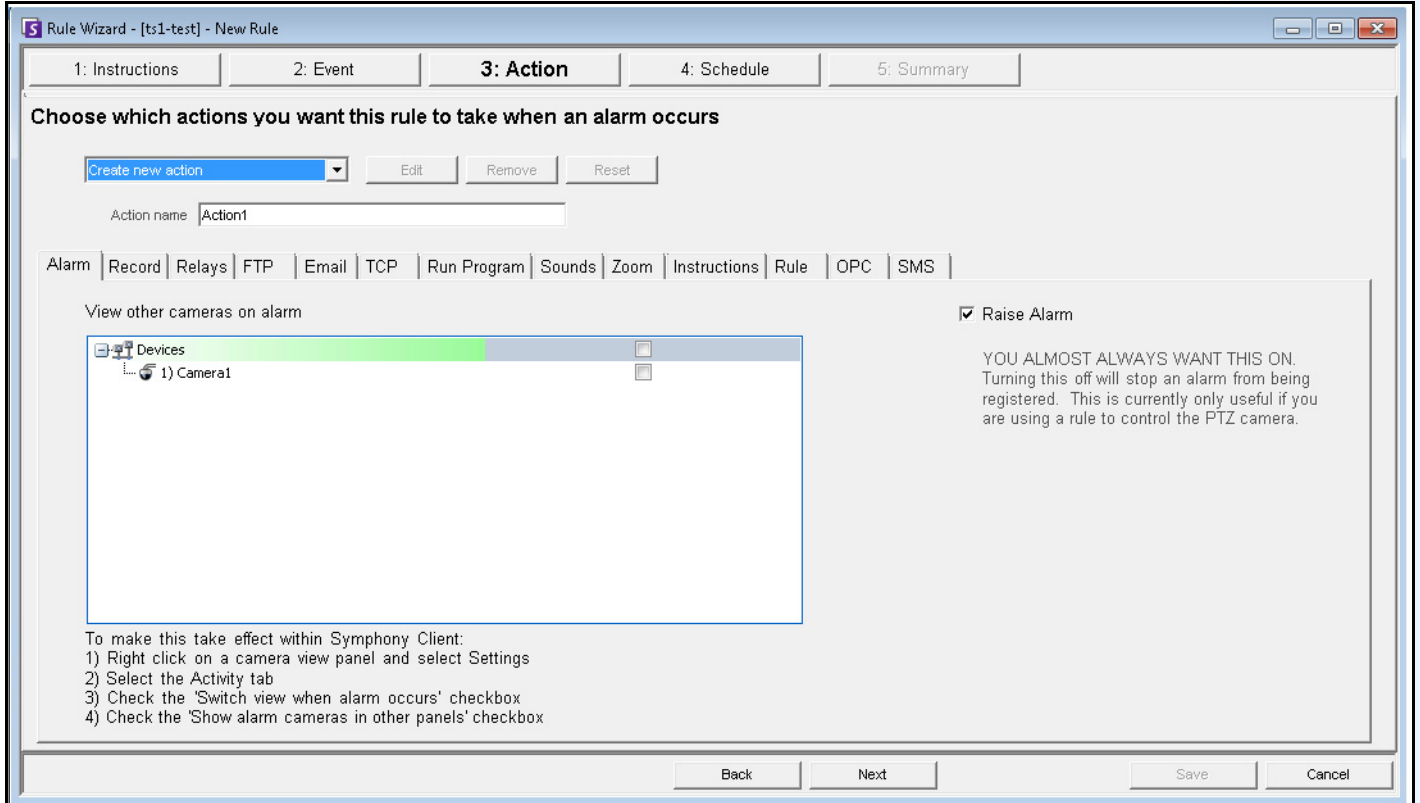 S Rule Wizard - [ts1-test] - New Rule
1: Instructions 2: Event 3: Action 4: Schedule 5: Summary
Choose which actions you want this rule to take when an alarm occurs
Create new action Edit Remove Reset
Action name Action1
Alarm Record Relays FTP Email TCP Run Program Sounds Zoom Instructions Rule OPC SMS
View other cameras on alarm
Devices
1) Camera1
Raise Alarm
YOU ALMOST ALWAYS WANT THIS ON.
Turning this off will stop an alarm from being
registered. This is currently only useful if you
are using a rule to control the PTZ camera.
To make this take effect within Symphony Client:
1) Right click on a camera view panel and select Settings
2) Select the Activity tab
3) Check the 'Switch view when alarm occurs' checkbox
4) Check the 'Show alarm cameras in other panels' checkbox
Back Next Save Cancel